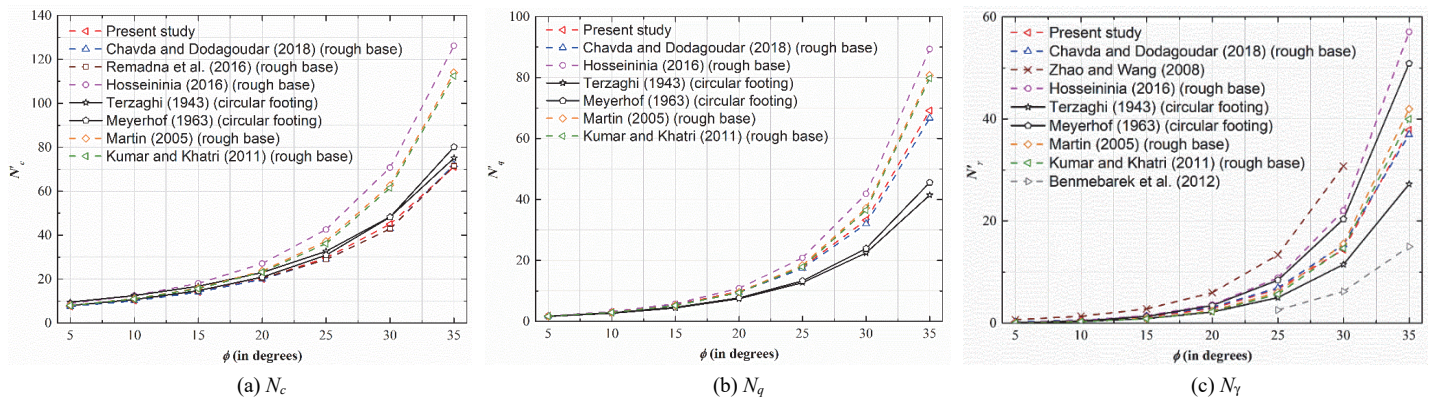 140
120
100
80
60
40
20
0
N'c
5 10 15 20 25 30 35
ϕ (in degrees)
Present study
Chavda and Dodagoudar (2018) (rough base)
Remadna et al. (2016) (rough base)
Hosseininia (2016) (rough base)
Terzaghi (1943) (circular footing)
Meyerhof (1963) (circular footing)
Martin (2005) (rough base)
Kumar and Khatri (2011) (rough base)
(a) Nc
100
80
60
40
20
0
N'q
5 10 15 20 25 30 35
ϕ (in degrees)
Present study
Chavda and Dodagoudar (2018) (rough base)
Hosseininia (2016) (rough base)
Terzaghi (1943) (circular footing)
Meyerhof (1963) (circular footing)
Martin (2005) (rough base)
Kumar and Khatri (2011) (rough base)
(b) Nq
60
40
20
0
N'γ
5 10 15 20 25 30 35
ϕ (in degrees)
Present study
Chavda and Dodagoudar (2018) (rough base)
Zhao and Wang (2008)
Hosseininia (2016) (rough base)
Terzaghi (1943) (circular footing)
Meyerhof (1963) (circular footing)
Martin (2005) (rough base)
Kumar and Khatri (2011) (rough base)
Benmebarek et al. (2012)
(c) Nγ